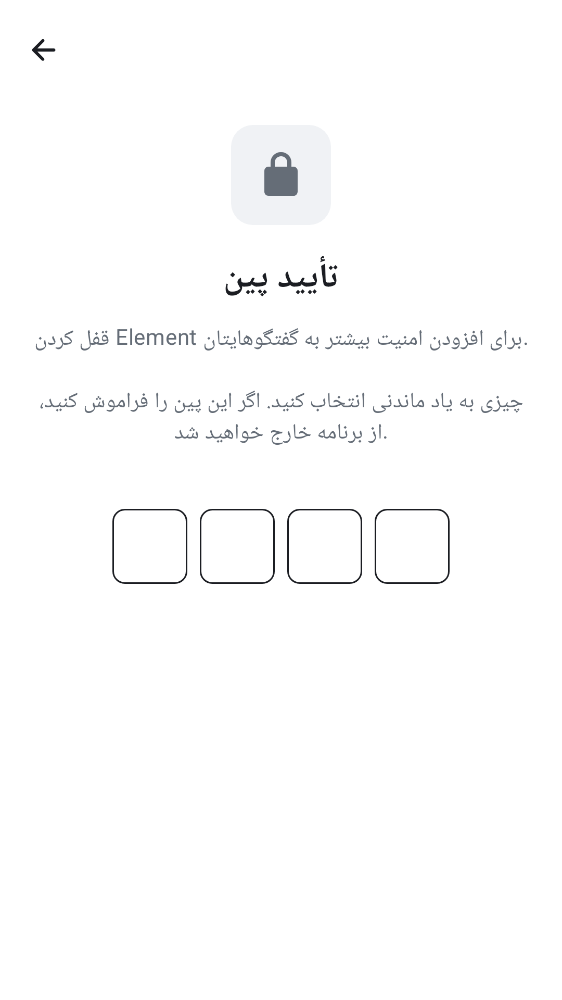 تأیید پین
قفل کردن Element برای افزودن امنیت بیشتر به گفتگوهایتان.
چیزی به یاد ماندنی انتخاب کنید. اگر این پین را فراموش کنید،
از برنامه خارج خواهید شد.